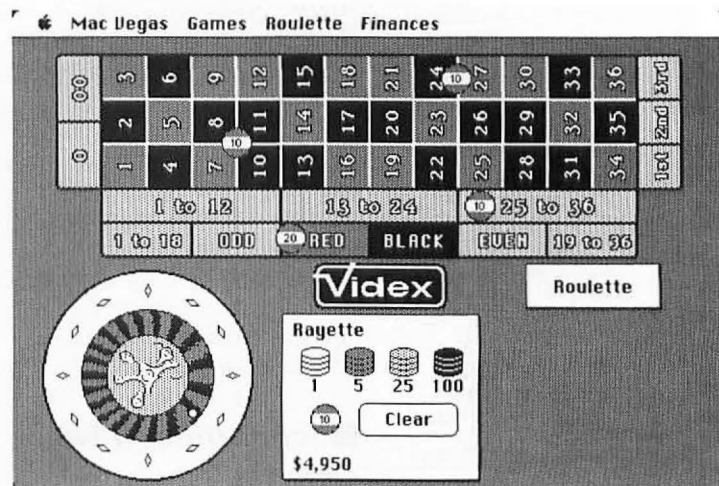 Mac Vegas Games Roulette Finances
00 3 6 9 12 15 18 21 24 10 27 30 33 36 3rd
2 5 8 11 14 17 20 23 26 29 32 35 2nd
10
0 1 4 7 10 13 16 19 22 25 28 31 34 1st
1 to 12 13 to 24 10 25 to 36
1 to 18 ODD 20 RED BLACK EVEN 19 to 36
Videx
Roulette
Rayette
1 5 25 100
10 Clear
$4,950